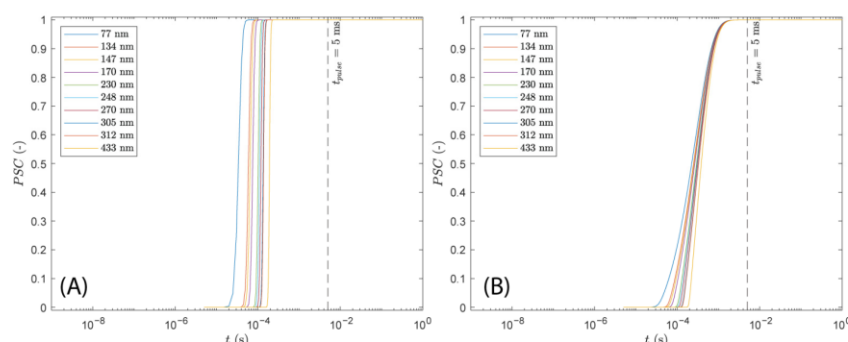 1
0.9
0.8
0.7
0.6
0.5
0.4
0.3
0.2
0.1
0
PSC (-)
77 nm
134 nm
147 nm
170 nm
230 nm
248 nm
270 nm
305 nm
312 nm
433 nm
t_pulse = 5 ms
(A)
10^-8 10^-6 10^-4 10^-2 10^0
t (s)
1
0.9
0.8
0.7
0.6
0.5
0.4
0.3
0.2
0.1
0
PSC (-)
77 nm
134 nm
147 nm
170 nm
230 nm
248 nm
270 nm
305 nm
312 nm
433 nm
t_pulse = 5 ms
(B)
10^-8 10^-6 10^-4 10^-2 10^0
t (s)